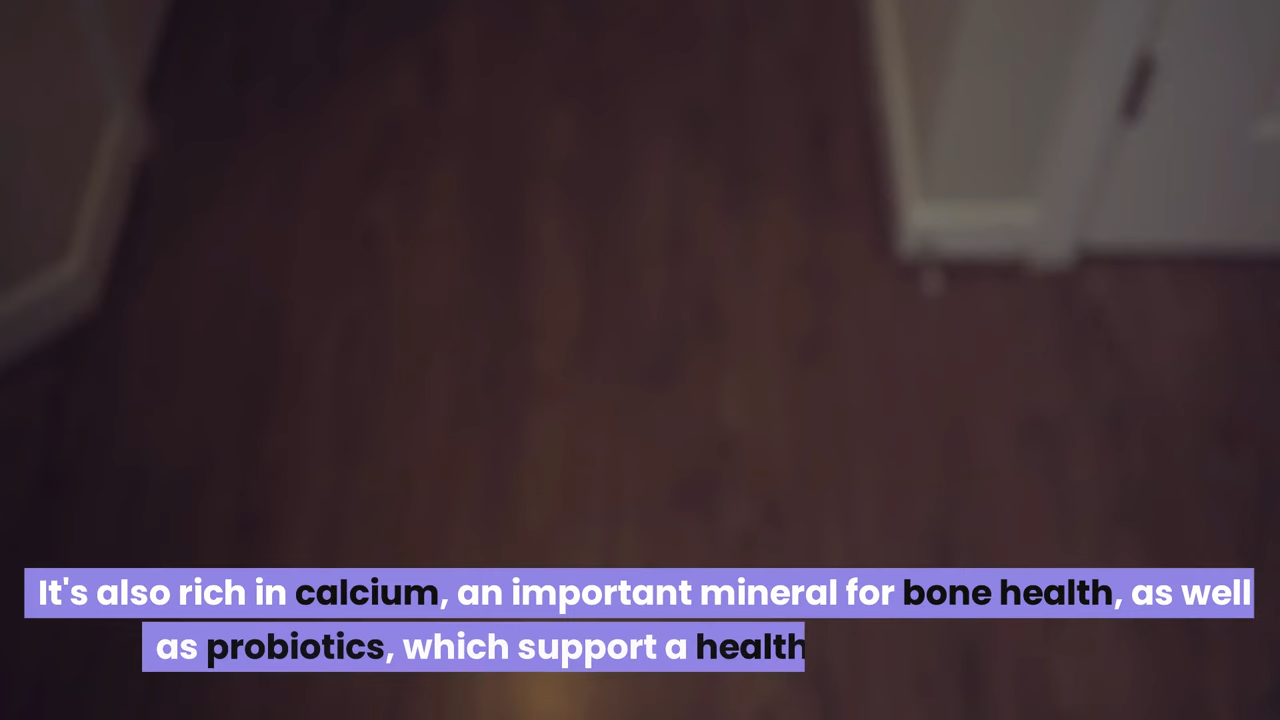 It's also rich in calcium, an important mineral for bone health, as well
as probiotics, which support a health